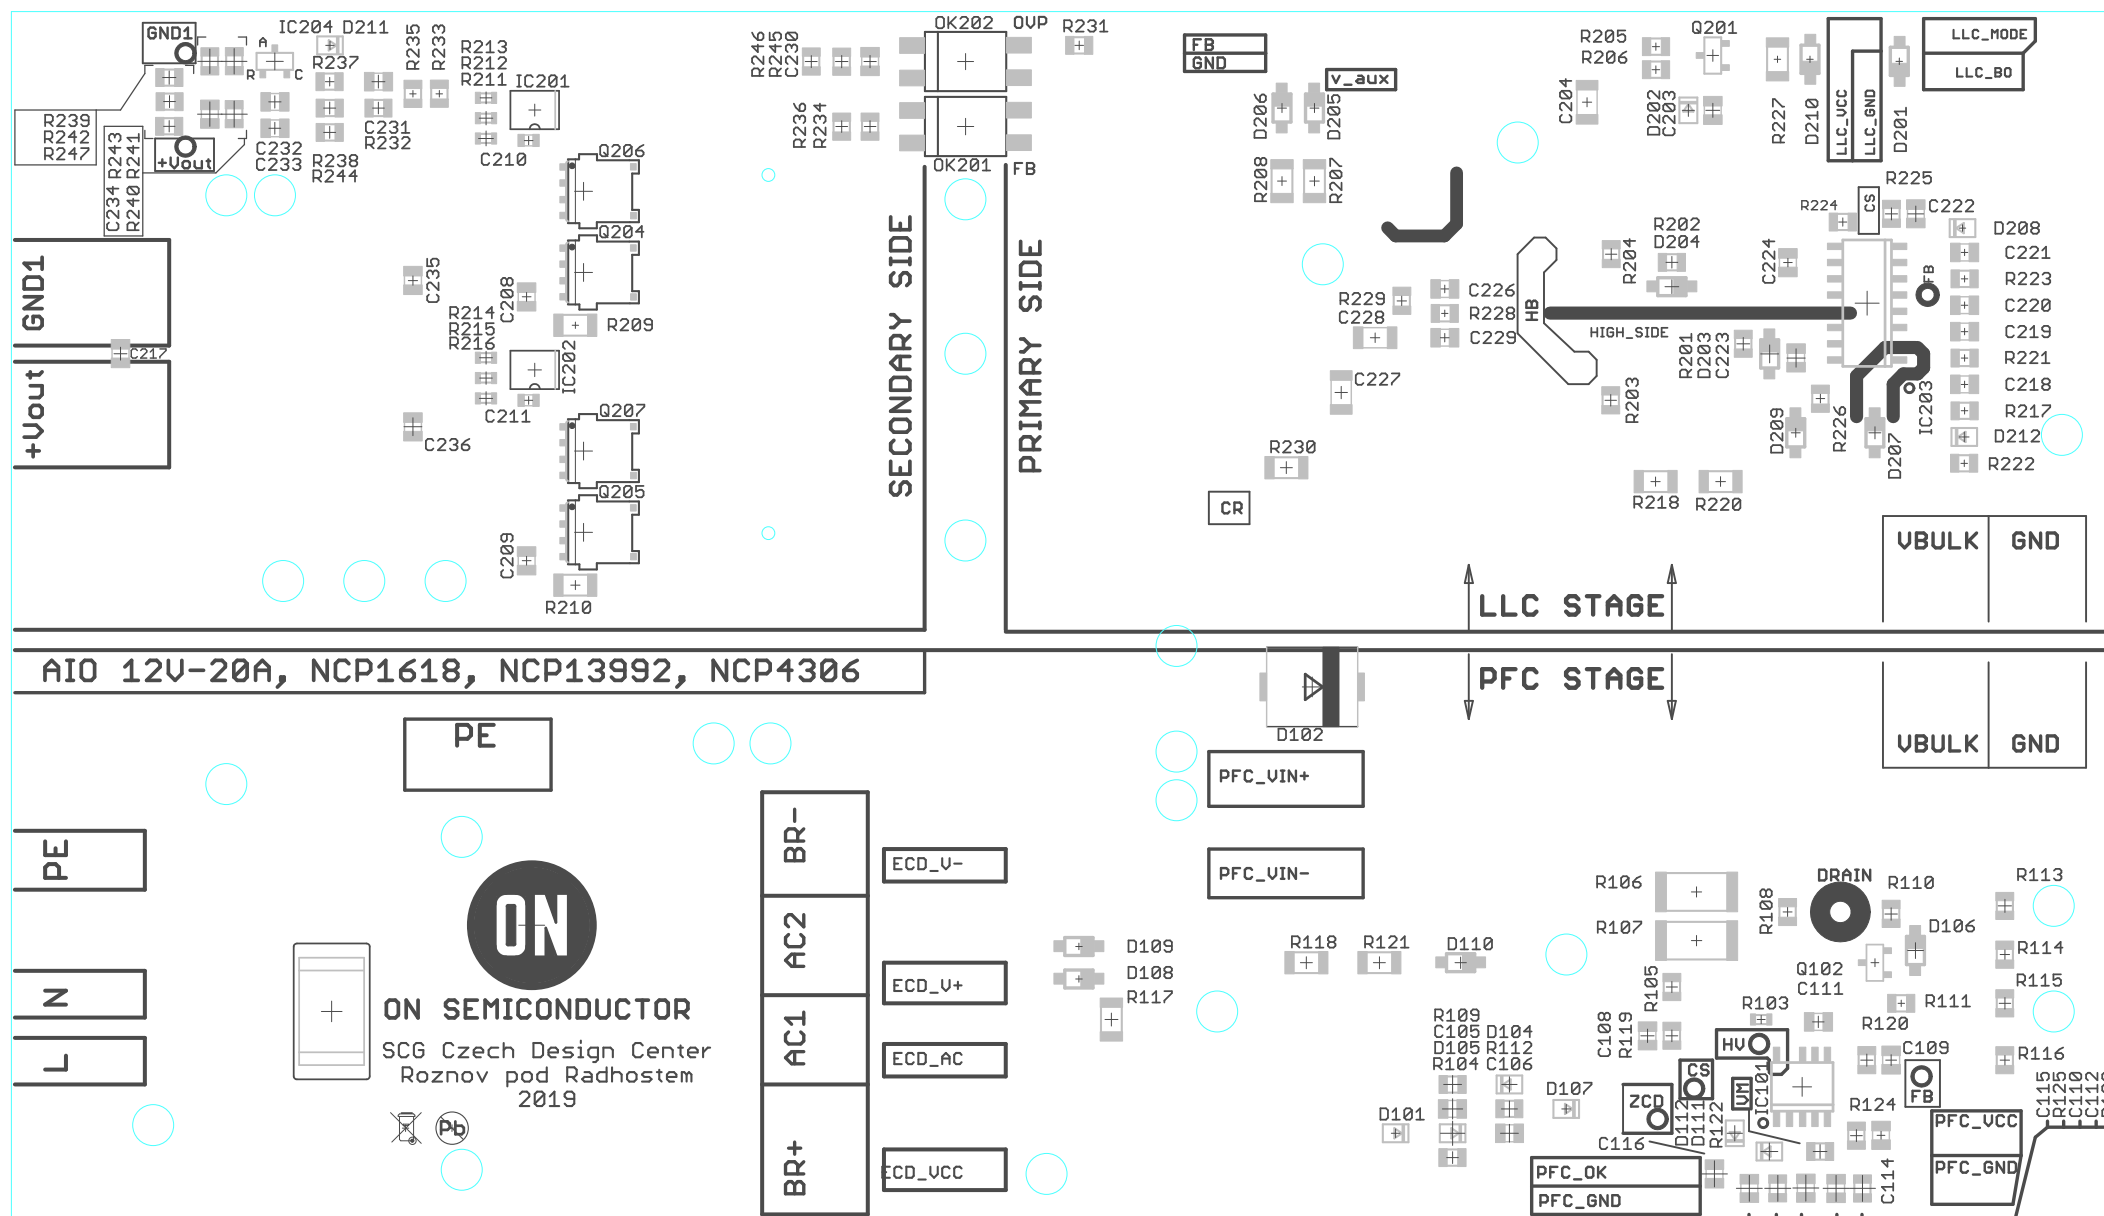 GND1
IC204 D211
A
R
C
R237
R235
R233
R213
R212
R211
IC201
R239
R242
R247
+Vout
C234 R243
R240 R241
C232
C233
R238
R244
C231
R232
C210
R246
R245
C230
R236
R234
OK202
OVP
R231
OK201
FB
FB
GND
v_aux
D206
D205
R208
R207
R205
R206
Q201
C204
D202
C203
R227
D210
LLC_VCC
LLC_GND
D201
LLC_MODE
LLC_BO
Q206
Q204
R209
C235
C208
R214
R215
R216
IC202
C211
C236
Q207
Q205
C209
R210
GND1
C217
+Vout
SECONDARY SIDE
PRIMARY SIDE
R225
R224
CS
C222
D208
C221
R223
C220
C219
R221
C218
R217
D212
R222
R202
D204
R204
C224
FB
HB
HIGH_SIDE
R229
C228
C226
R228
C229
C227
R201
D203
C223
R203
D209
R226
D207
IC203
R230
CR
R218
R220
VBULK
GND
LLC STAGE
AIO 12V-20A, NCP1618, NCP13992, NCP4306
PFC STAGE
D102
VBULK
GND
PE
PFC_VIN+
PFC_VIN-
PE
N
L
ON
ON SEMICONDUCTOR
SCG Czech Design Center
Roznov pod Radhostem
2019
Pb
BR-
AC2
AC1
BR+
ECD_V-
ECD_V+
ECD_AC
ECD_VCC
D109
D108
R117
R118
R121
D110
R106
R107
R108
DRAIN
R110
D106
R113
R114
R115
R116
R105
Q102
C111
R103
R111
R120
C109
C108
R119
R109
C105 D104
D105 R112
R104 C106
D107
D101
HV
CS
ZCD
VM
IC101
D112
D111
R122
C116
FB
R124
C114
PFC_VCC
PFC_GND
PFC_OK
PFC_GND
C115
R125
C110
C112